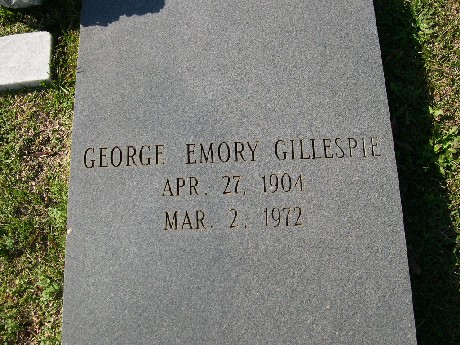 GEORGE EMORY GILLESPIE
APR. 27, 1904
MAR. 2, 1972